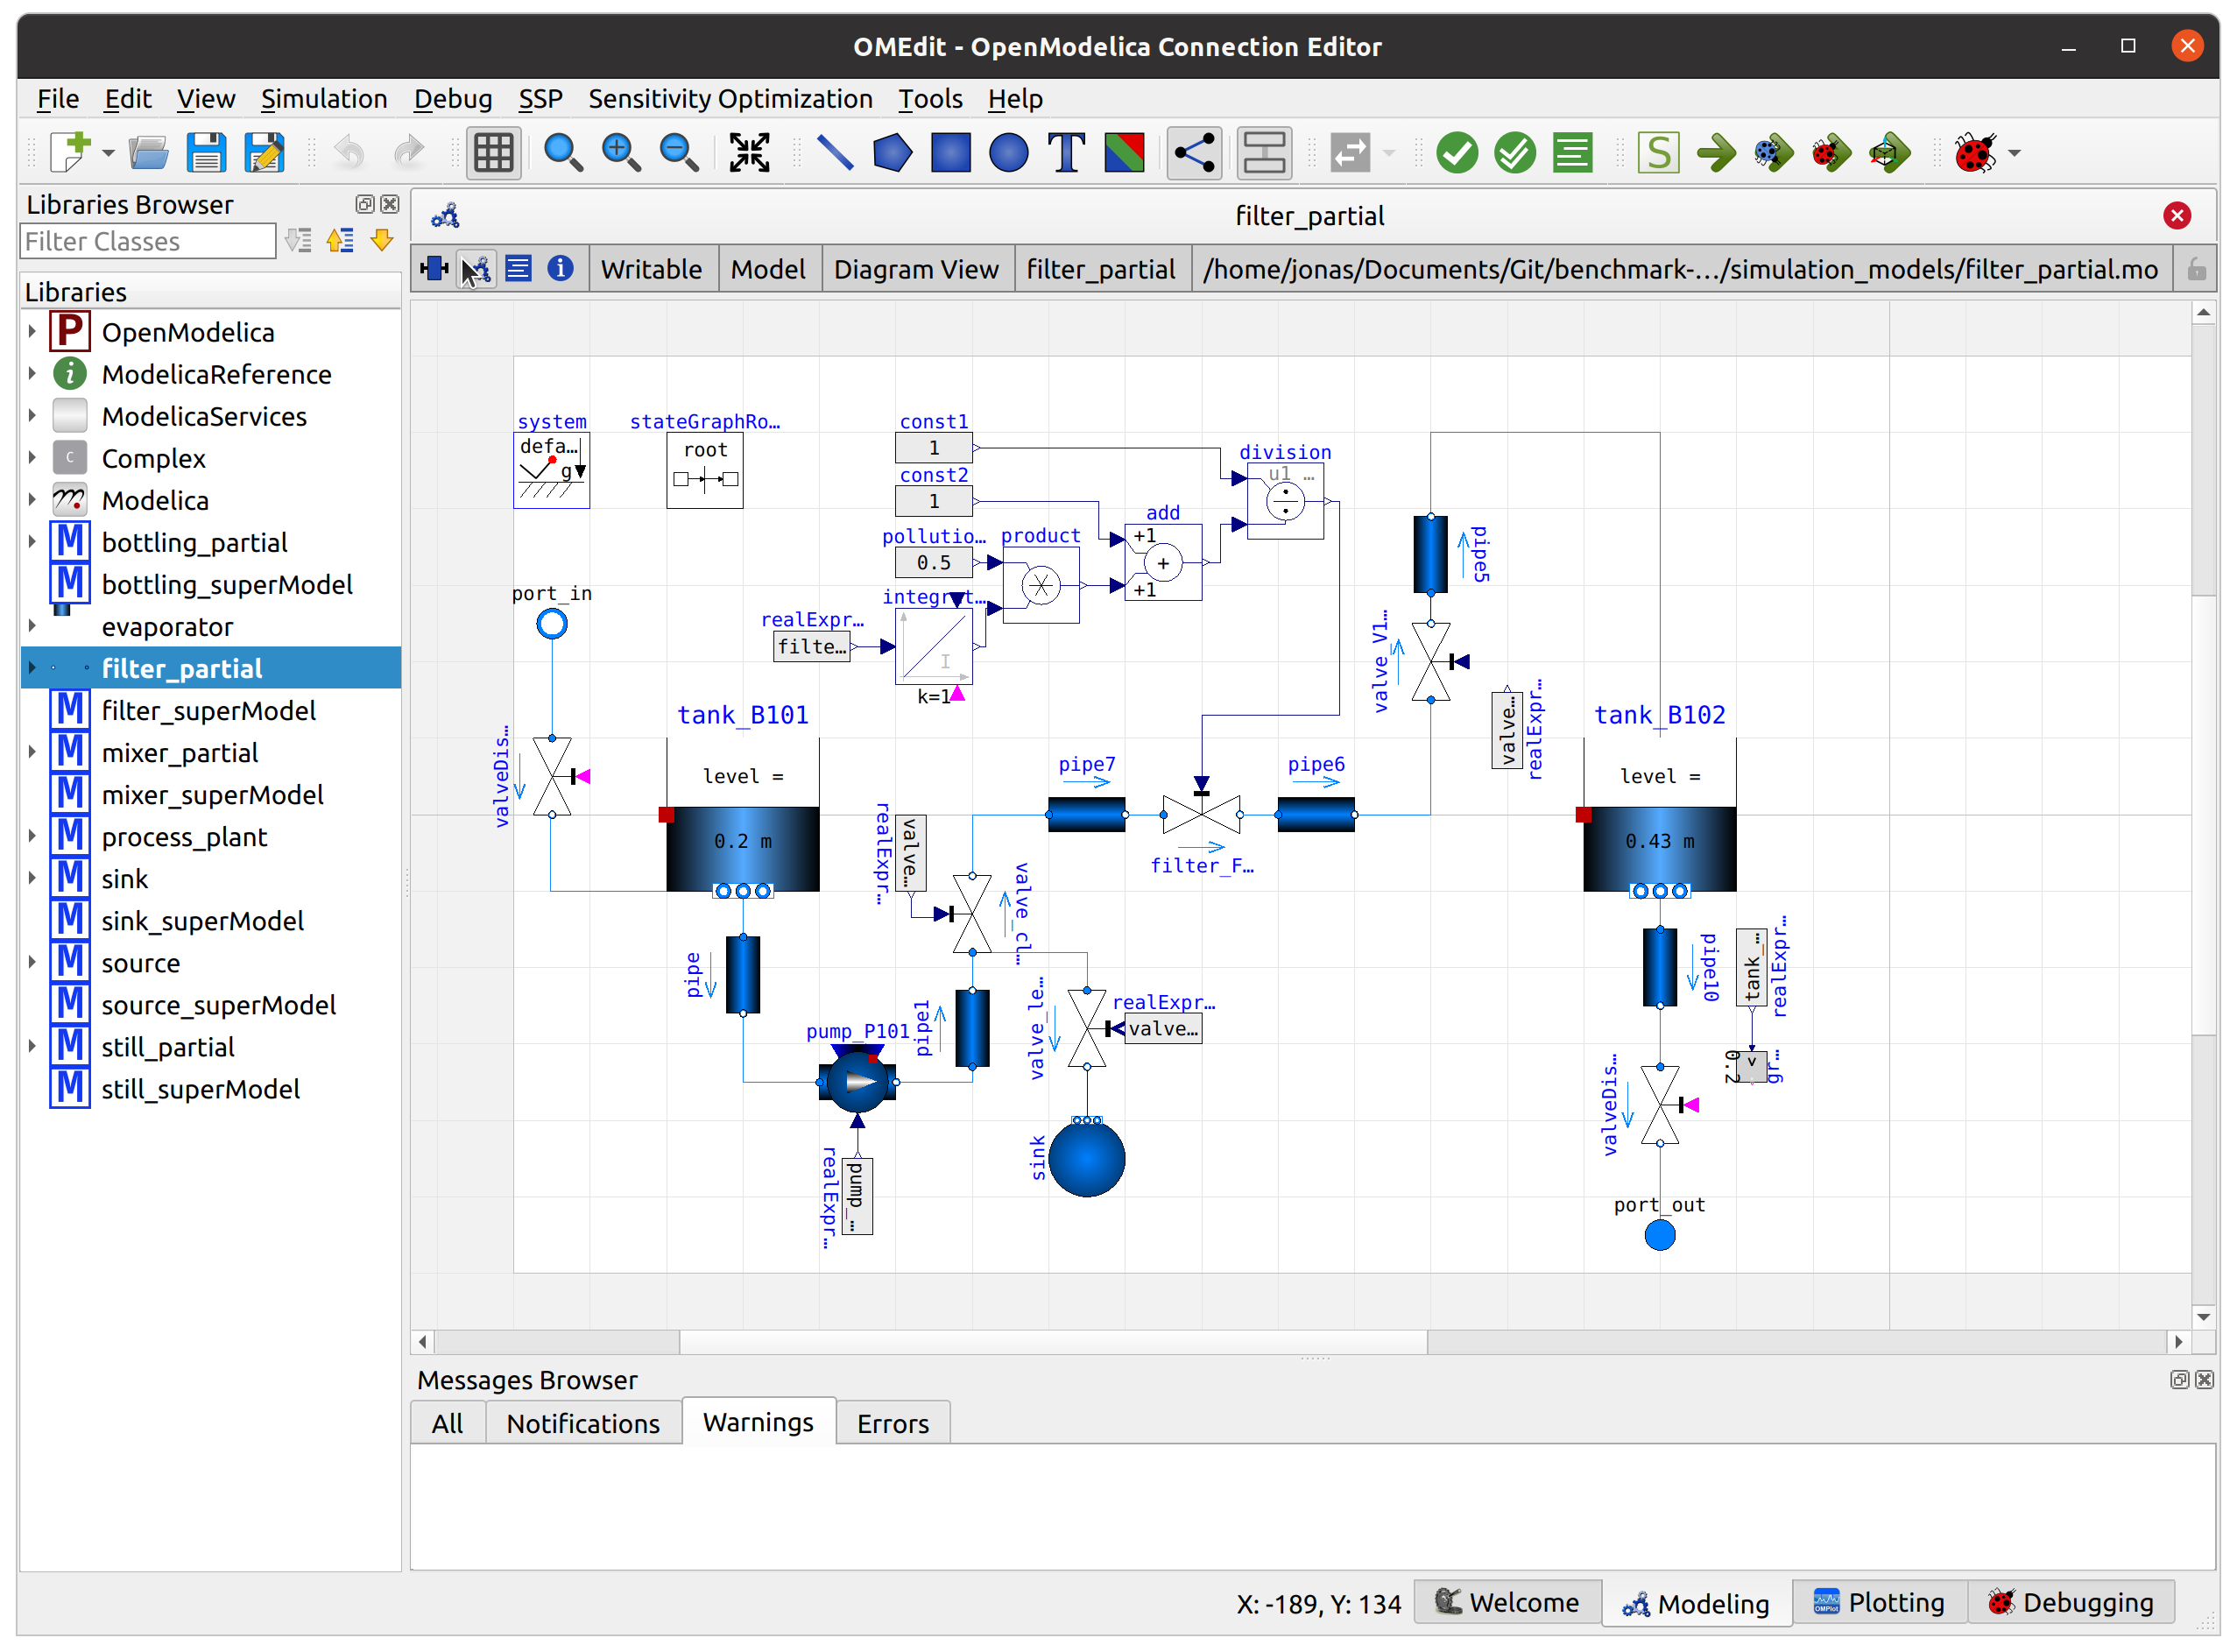 OMEdit - OpenModelica Connection Editor
File Edit View Simulation Debug SSP Sensitivity Optimization Tools Help
T S
Libraries Browser
Filter Classes
Libraries
P OpenModelica
i ModelicaReference
ModelicaServices
C Complex
m Modelica
M bottling_partial
M bottling_superModel
evaporator
filter_partial
M filter_superModel
M mixer_partial
M mixer_superModel
M process_plant
M sink
M sink_superModel
M source
M source_superModel
M still_partial
M still_superModel
filter_partial
i Writable Model Diagram View filter_partial /home/jonas/Documents/Git/benchmark-…/simulation_models/filter_partial.mo
system
defa…
g
stateGraphRo…
root
const1
1
const2
1
division
u1 …
add
+1
+
+1
pollutio…
0.5
product
integrat…
I
k=1
realExpr…
filte…
port_in
valveDis…
tank_B101
level =
0.2 m
pipe
pump_P101
realExpr…
pump_…
pipe1
realExpr…
valve…
valve_cl…
pipe7
filter_F…
pipe6
valve_le…
realExpr…
valve…
sink
pipe5
valve_V1…
valve…
realExpr…
tank_B102
level =
0.43 m
pipe10
tank_…
realExpr…
0.2
>
gr…
valveDis…
port_out
Messages Browser
All Notifications Warnings Errors
X: -189, Y: 134 Welcome Modeling OMPlot Plotting Debugging